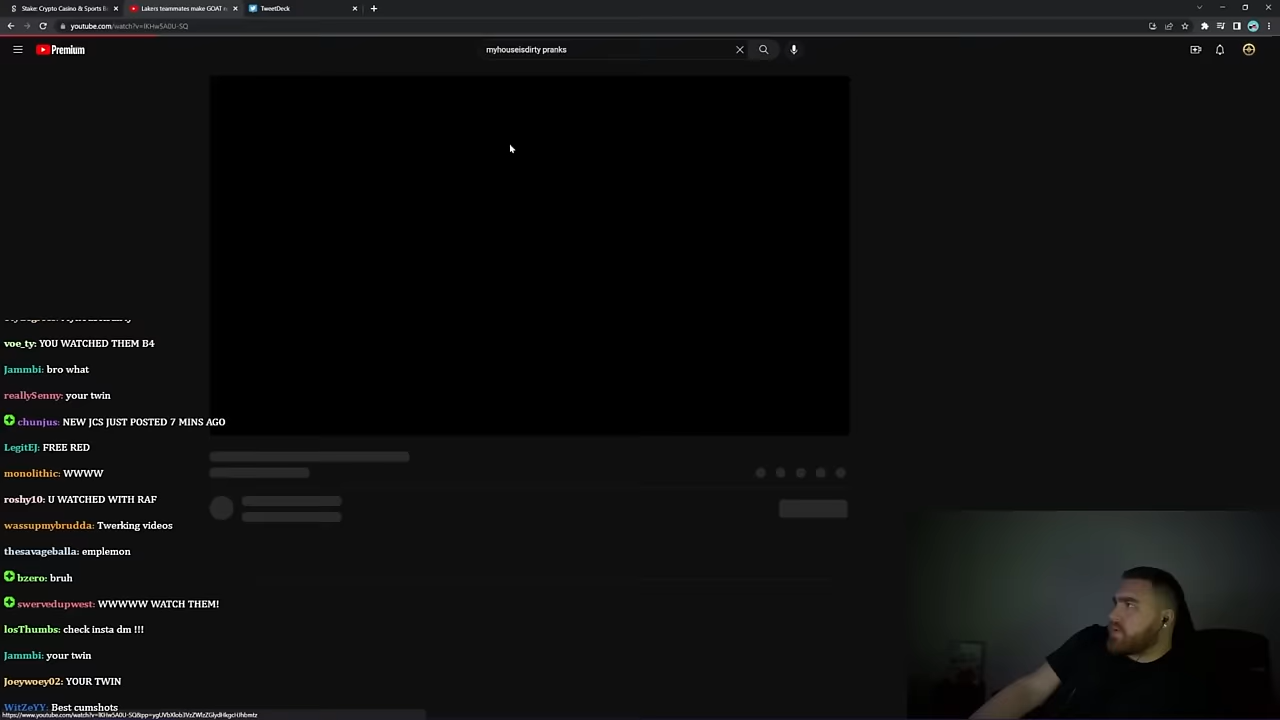 Stake: Crypto Casino & Sports B
Lakers teammates make GOAT r
TweetDeck
youtube.com/watch?v=IKHw5A0U-SQ
Premium
myhouseisdirty pranks
voe_ty: YOU WATCHED THEM B4
Jammbi: bro what
reallySenny: your twin
chunjus: NEW JCS JUST POSTED 7 MINS AGO
LegitEJ: FREE RED
monolithic: WWWW
roshy10: U WATCHED WITH RAF
wassupmybrudda: Twerking videos
thesavageballa: emplemon
bzero: bruh
swervedupwest: WWWWW WATCH THEM!
losThumbs: check insta dm !!!
Jammbi: your twin
Joeywoey02: YOUR TWIN
WitZeYY: Best cumshots